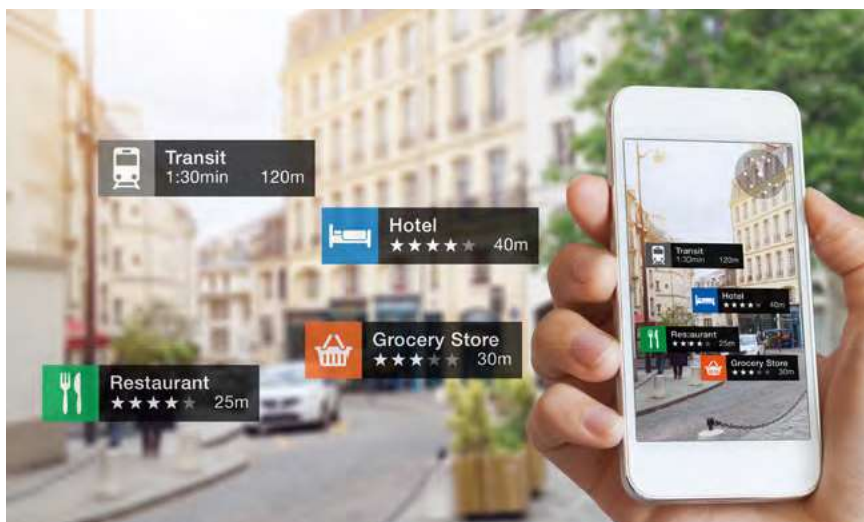 Transit
1:30min 120m
Hotel
40m
Grocery Store
30m
Restaurant
25m
Transit
1:30min 120m
Hotel
40m
Restaurant
25m
Grocery Store
30m